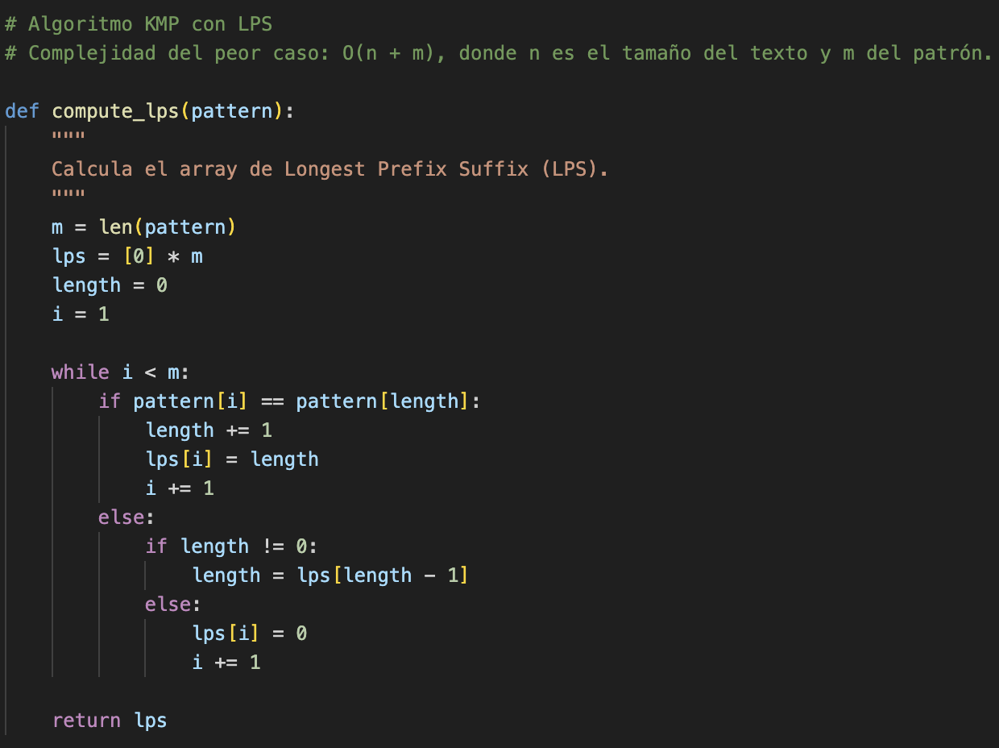 # Algoritmo KMP con LPS
# Complejidad del peor caso: O(n + m), donde n es el tamaño del texto y m del patrón.

def compute_lps(pattern):
    """
    Calcula el array de Longest Prefix Suffix (LPS).
    """
    m = len(pattern)
    lps = [0] * m
    length = 0
    i = 1

    while i < m:
        if pattern[i] == pattern[length]:
            length += 1
            lps[i] = length
            i += 1
        else:
            if length != 0:
                length = lps[length - 1]
            else:
                lps[i] = 0
                i += 1

    return lps